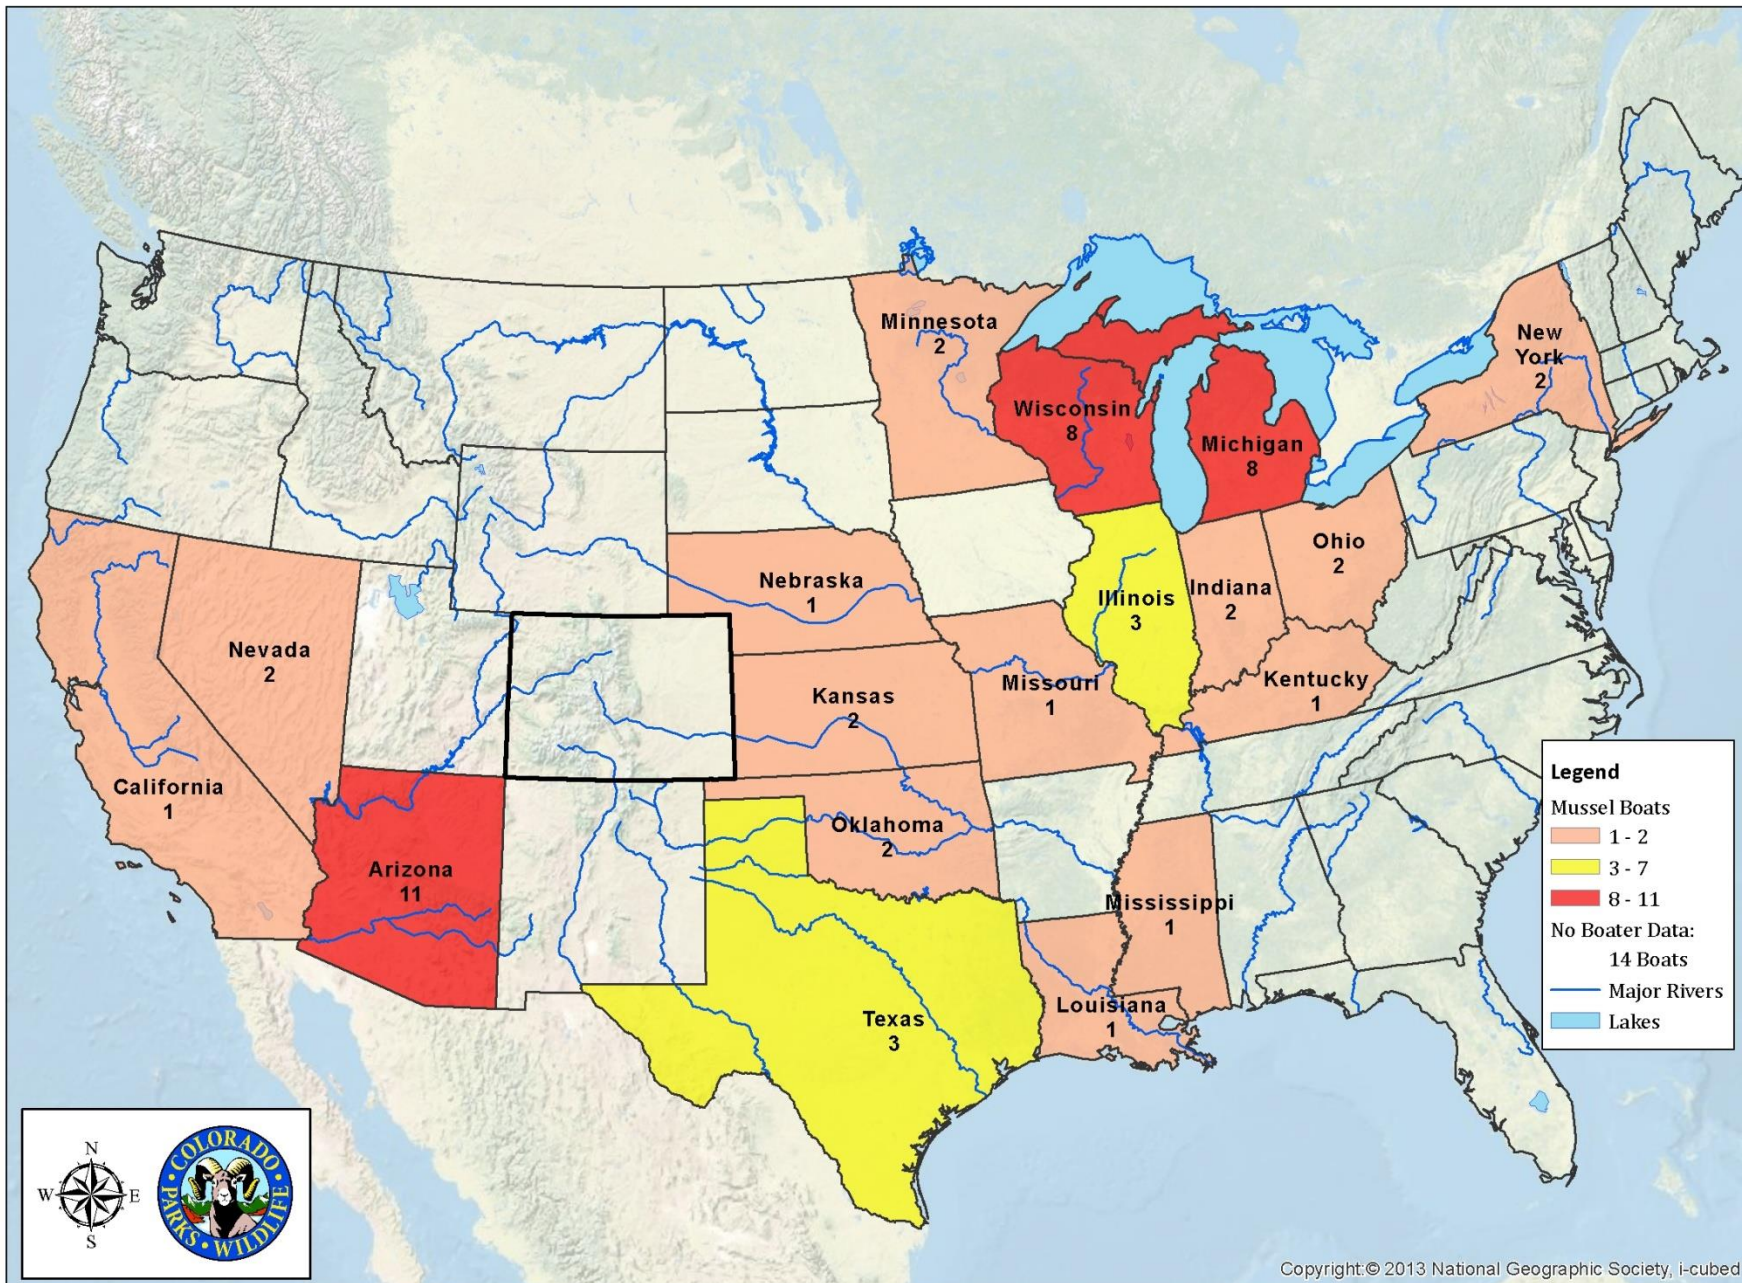 Minnesota
2
New
York
2
Wisconsin
8
Michigan
8
Ohio
2
Nebraska
1
Indiana
2
Illinois
3
Nevada
2
Kansas
2
Missouri
1
Kentucky
1
California
1
Oklahoma
2
Arizona
11
Mississippi
1
Louisiana
1
Texas
3
Legend
Mussel Boats
1 - 2
3 - 7
8 - 11
No Boater Data:
14 Boats
Major Rivers
Lakes
N
W
E
S
COLORADO
PARKS • WILDLIFE
Copyright:© 2013 National Geographic Society, i-cubed